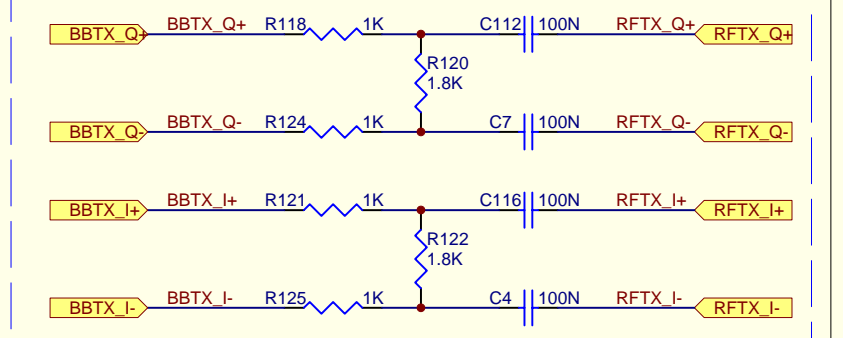 BBTX_Q+ BBTX_Q+ R118 1K C112 100N RFTX_Q+ RFTX_Q+
R120
1.8K
BBTX_Q- BBTX_Q- R124 1K C7 100N RFTX_Q- RFTX_Q-
BBTX_I+ BBTX_I+ R121 1K C116 100N RFTX_I+ RFTX_I+
R122
1.8K
BBTX_I- BBTX_I- R125 1K C4 100N RFTX_I- RFTX_I-